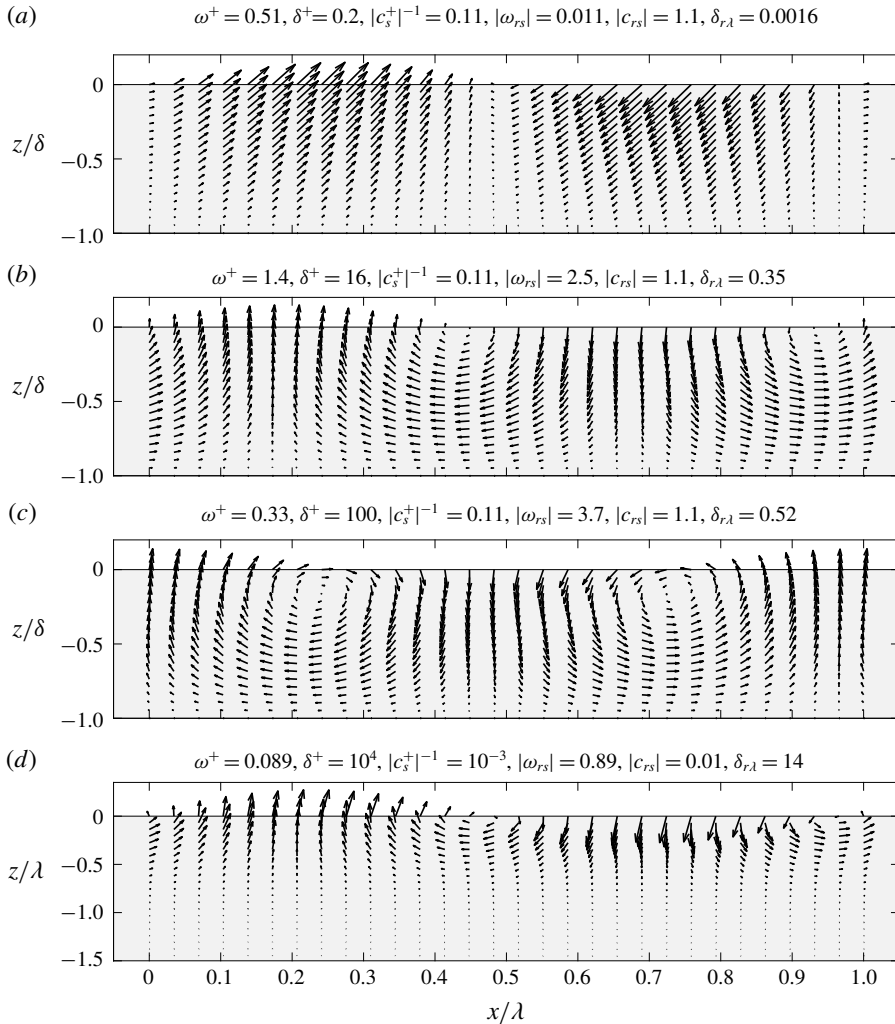 (a) ω⁺ = 0.51, δ⁺ = 0.2, |c_s⁺|⁻¹ = 0.11, |ω_rs| = 0.011, |c_rs| = 1.1, δ_rλ = 0.0016
0
z/δ
−0.5
−1.0
(b) ω⁺ = 1.4, δ⁺ = 16, |c_s⁺|⁻¹ = 0.11, |ω_rs| = 2.5, |c_rs| = 1.1, δ_rλ = 0.35
0
z/δ
−0.5
−1.0
(c) ω⁺ = 0.33, δ⁺ = 100, |c_s⁺|⁻¹ = 0.11, |ω_rs| = 3.7, |c_rs| = 1.1, δ_rλ = 0.52
0
z/δ
−0.5
−1.0
(d) ω⁺ = 0.089, δ⁺ = 10⁴, |c_s⁺|⁻¹ = 10⁻³, |ω_rs| = 0.89, |c_rs| = 0.01, δ_rλ = 14
0
z/λ
−0.5
−1.0
−1.5
0 0.1 0.2 0.3 0.4 0.5 0.6 0.7 0.8 0.9 1.0
x/λ